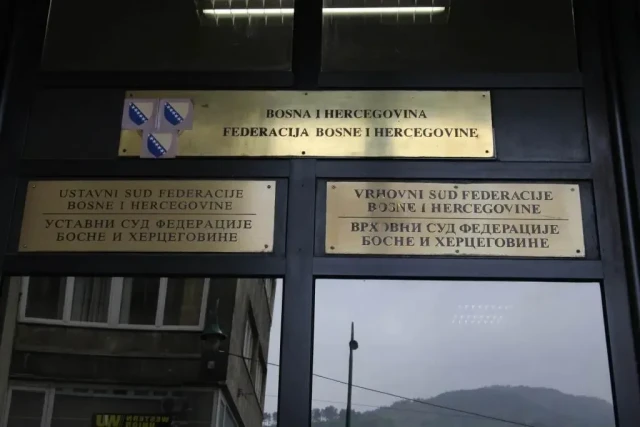 BOSNA I HERCEGOVINA
FEDERACIJA BOSNE I HERCEGOVINE
USTAVNI SUD FEDERACIJE
BOSNE I HERCEGOVINE
УСТАВНИ СУД ФЕДЕРАЦИЈЕ
БОСНЕ И ХЕРЦЕГОВИНЕ
VRHOVNI SUD FEDERACIJE
BOSNE I HERCEGOVINE
ВРХОВНИ СУД ФЕДЕРАЦИЈЕ
БОСНЕ И ХЕРЦЕГОВИНЕ